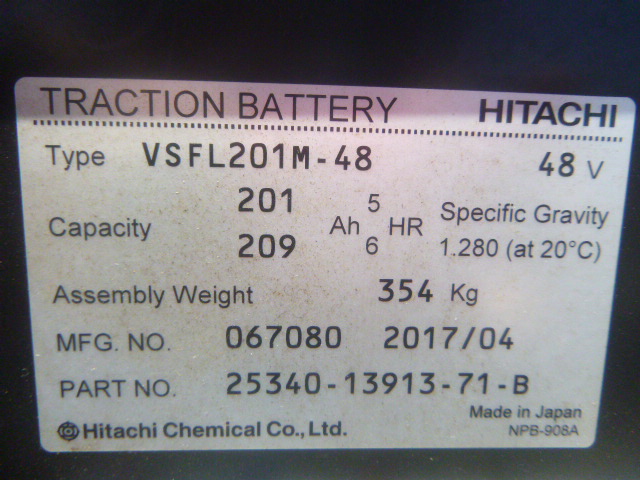 TRACTION BATTERY HITACHI
Type VSFL201M-48 48 V
Capacity 201 Ah 5 HR Specific Gravity
209 6 1.280 (at 20°C)
Assembly Weight 354 Kg
MFG. NO. 067080 2017/04
PART NO. 25340-13913-71-B
Made in Japan
Hitachi Chemical Co., Ltd. NPB-908A